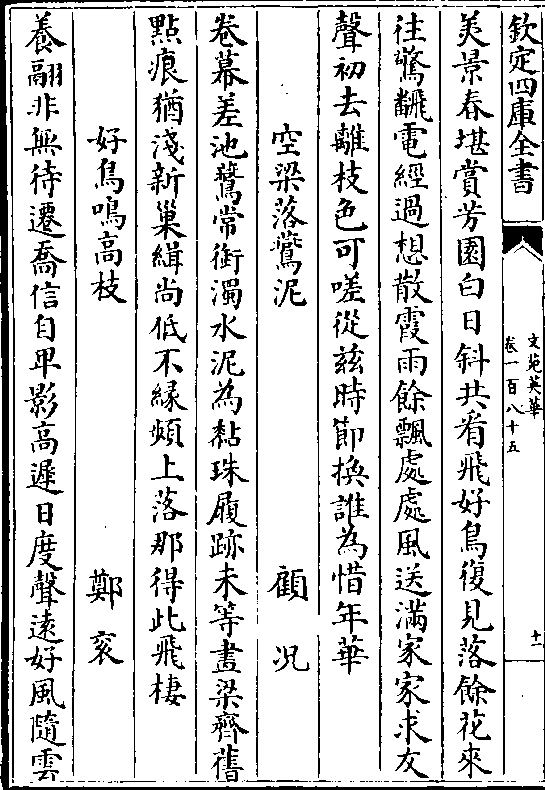 欽定四庫全書
文苑英華
卷一百八十五
十二
美景春堪賞芳園白日斜共看飛好鳥復見落餘花來
往驚翻電經過想散霞雨餘飄處處風送滿家家求友
聲初去離枝色可嗟從兹時節換誰為惜年華
空梁落鷰泥　顧况
卷幕差池鷰常銜濁水泥為黏珠履跡未等畫梁齊舊
點痕猶淺新巢緝尚低不緣頻上落那得此飛棲
好鳥鳴高枝　鄭衮
養翮非無待遷喬信自卑影高遲日度聲遠好風隨雲